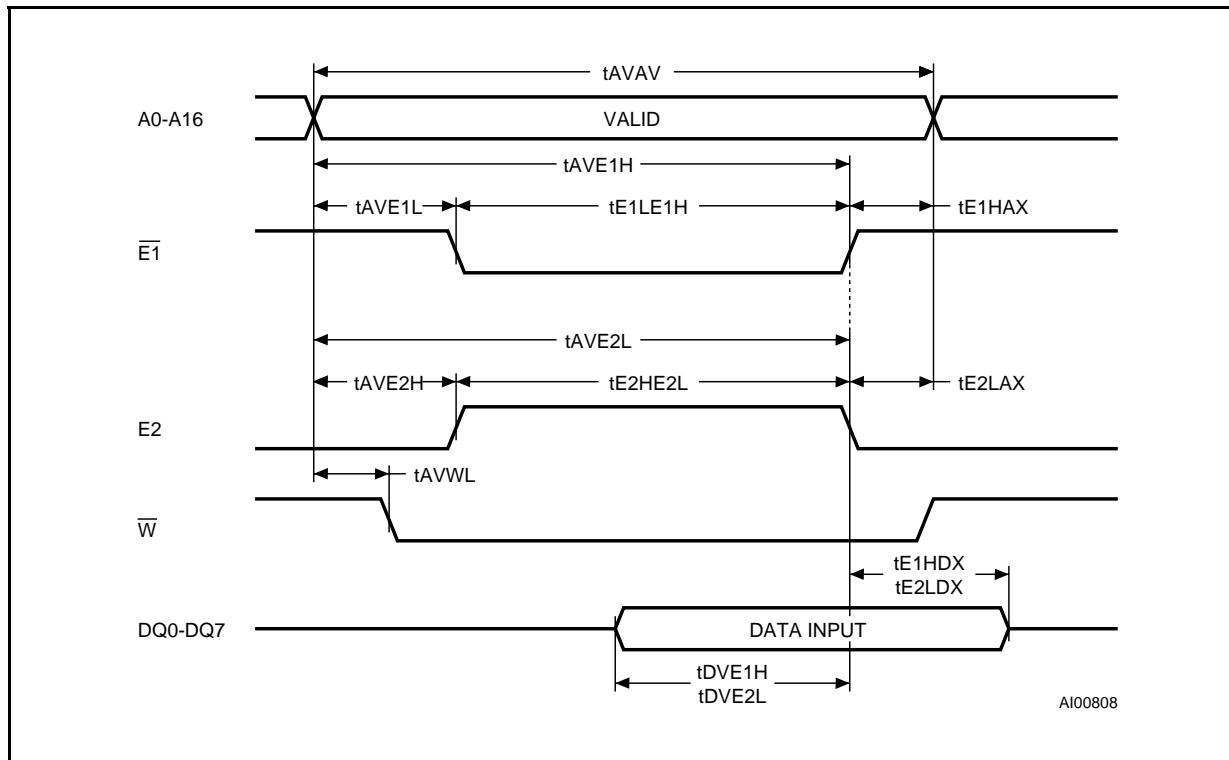 tAVAV
A0-A16
VALID
tAVE1H
tAVE1L
tE1LE1H
tE1HAX
E1
tAVE2L
tAVE2H
tE2HE2L
tE2LAX
E2
tAVWL
W
tE1HDX
tE2LDX
DQ0-DQ7
DATA INPUT
tDVE1H
tDVE2L
AI00808